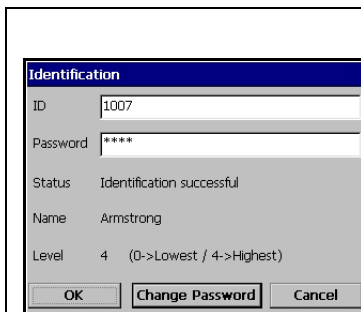 Identification
ID 1007
Password ****
Status Identification successful
Name Armstrong
Level 4 (0->Lowest / 4->Highest)
OK Change Password Cancel